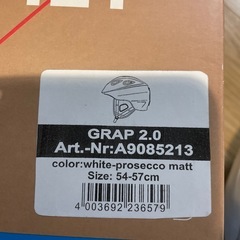 GRAP 2.0
Art.-Nr:A9085213
color:white-prosecco matt
Size: 54-57cm
4 003692 236579